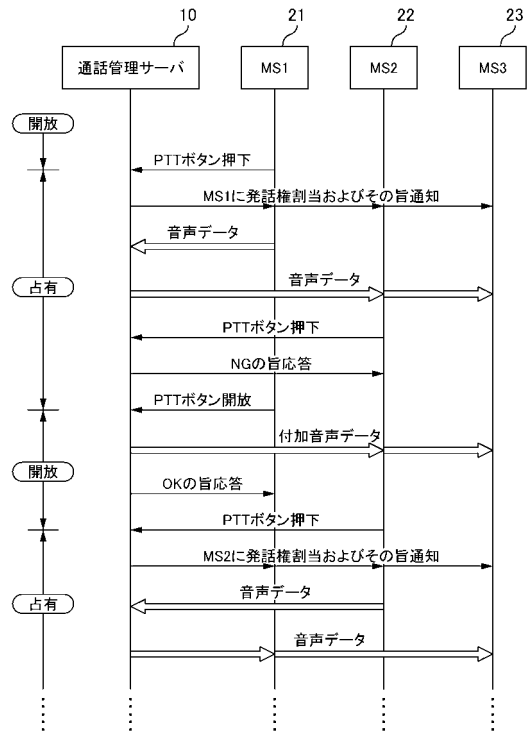 10
21
22
23
通話管理サーバ
MS1
MS2
MS3
開放
PTTボタン押下
MS1に発話権割当およびその旨通知
音声データ
占有
音声データ
PTTボタン押下
NGの旨応答
PTTボタン開放
付加音声データ
開放
OKの旨応答
PTTボタン押下
MS2に発話権割当およびその旨通知
占有
音声データ
音声データ